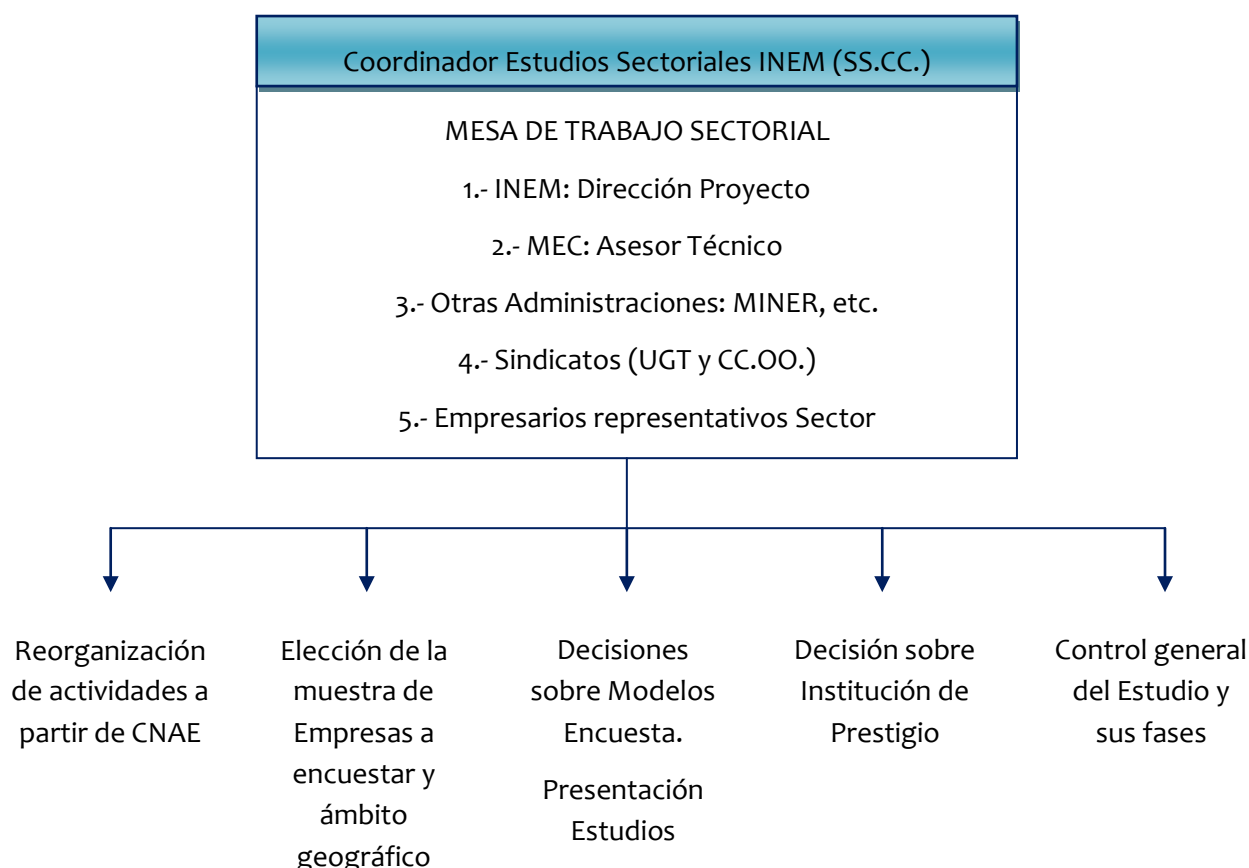 Coordinador Estudios Sectoriales INEM (SS.CC.)
MESA DE TRABAJO SECTORIAL
1.- INEM: Dirección Proyecto
2.- MEC: Asesor Técnico
3.- Otras Administraciones: MINER, etc.
4.- Sindicatos (UGT y CC.OO.)
5.- Empresarios representativos Sector
Reorganización
de actividades a
partir de CNAE
Elección de la
muestra de
Empresas a
encuestar y
ámbito
geográfico
Decisiones
sobre Modelos
Encuesta.
Presentación
Estudios
Decisión sobre
Institución de
Prestigio
Control general
del Estudio y
sus fases